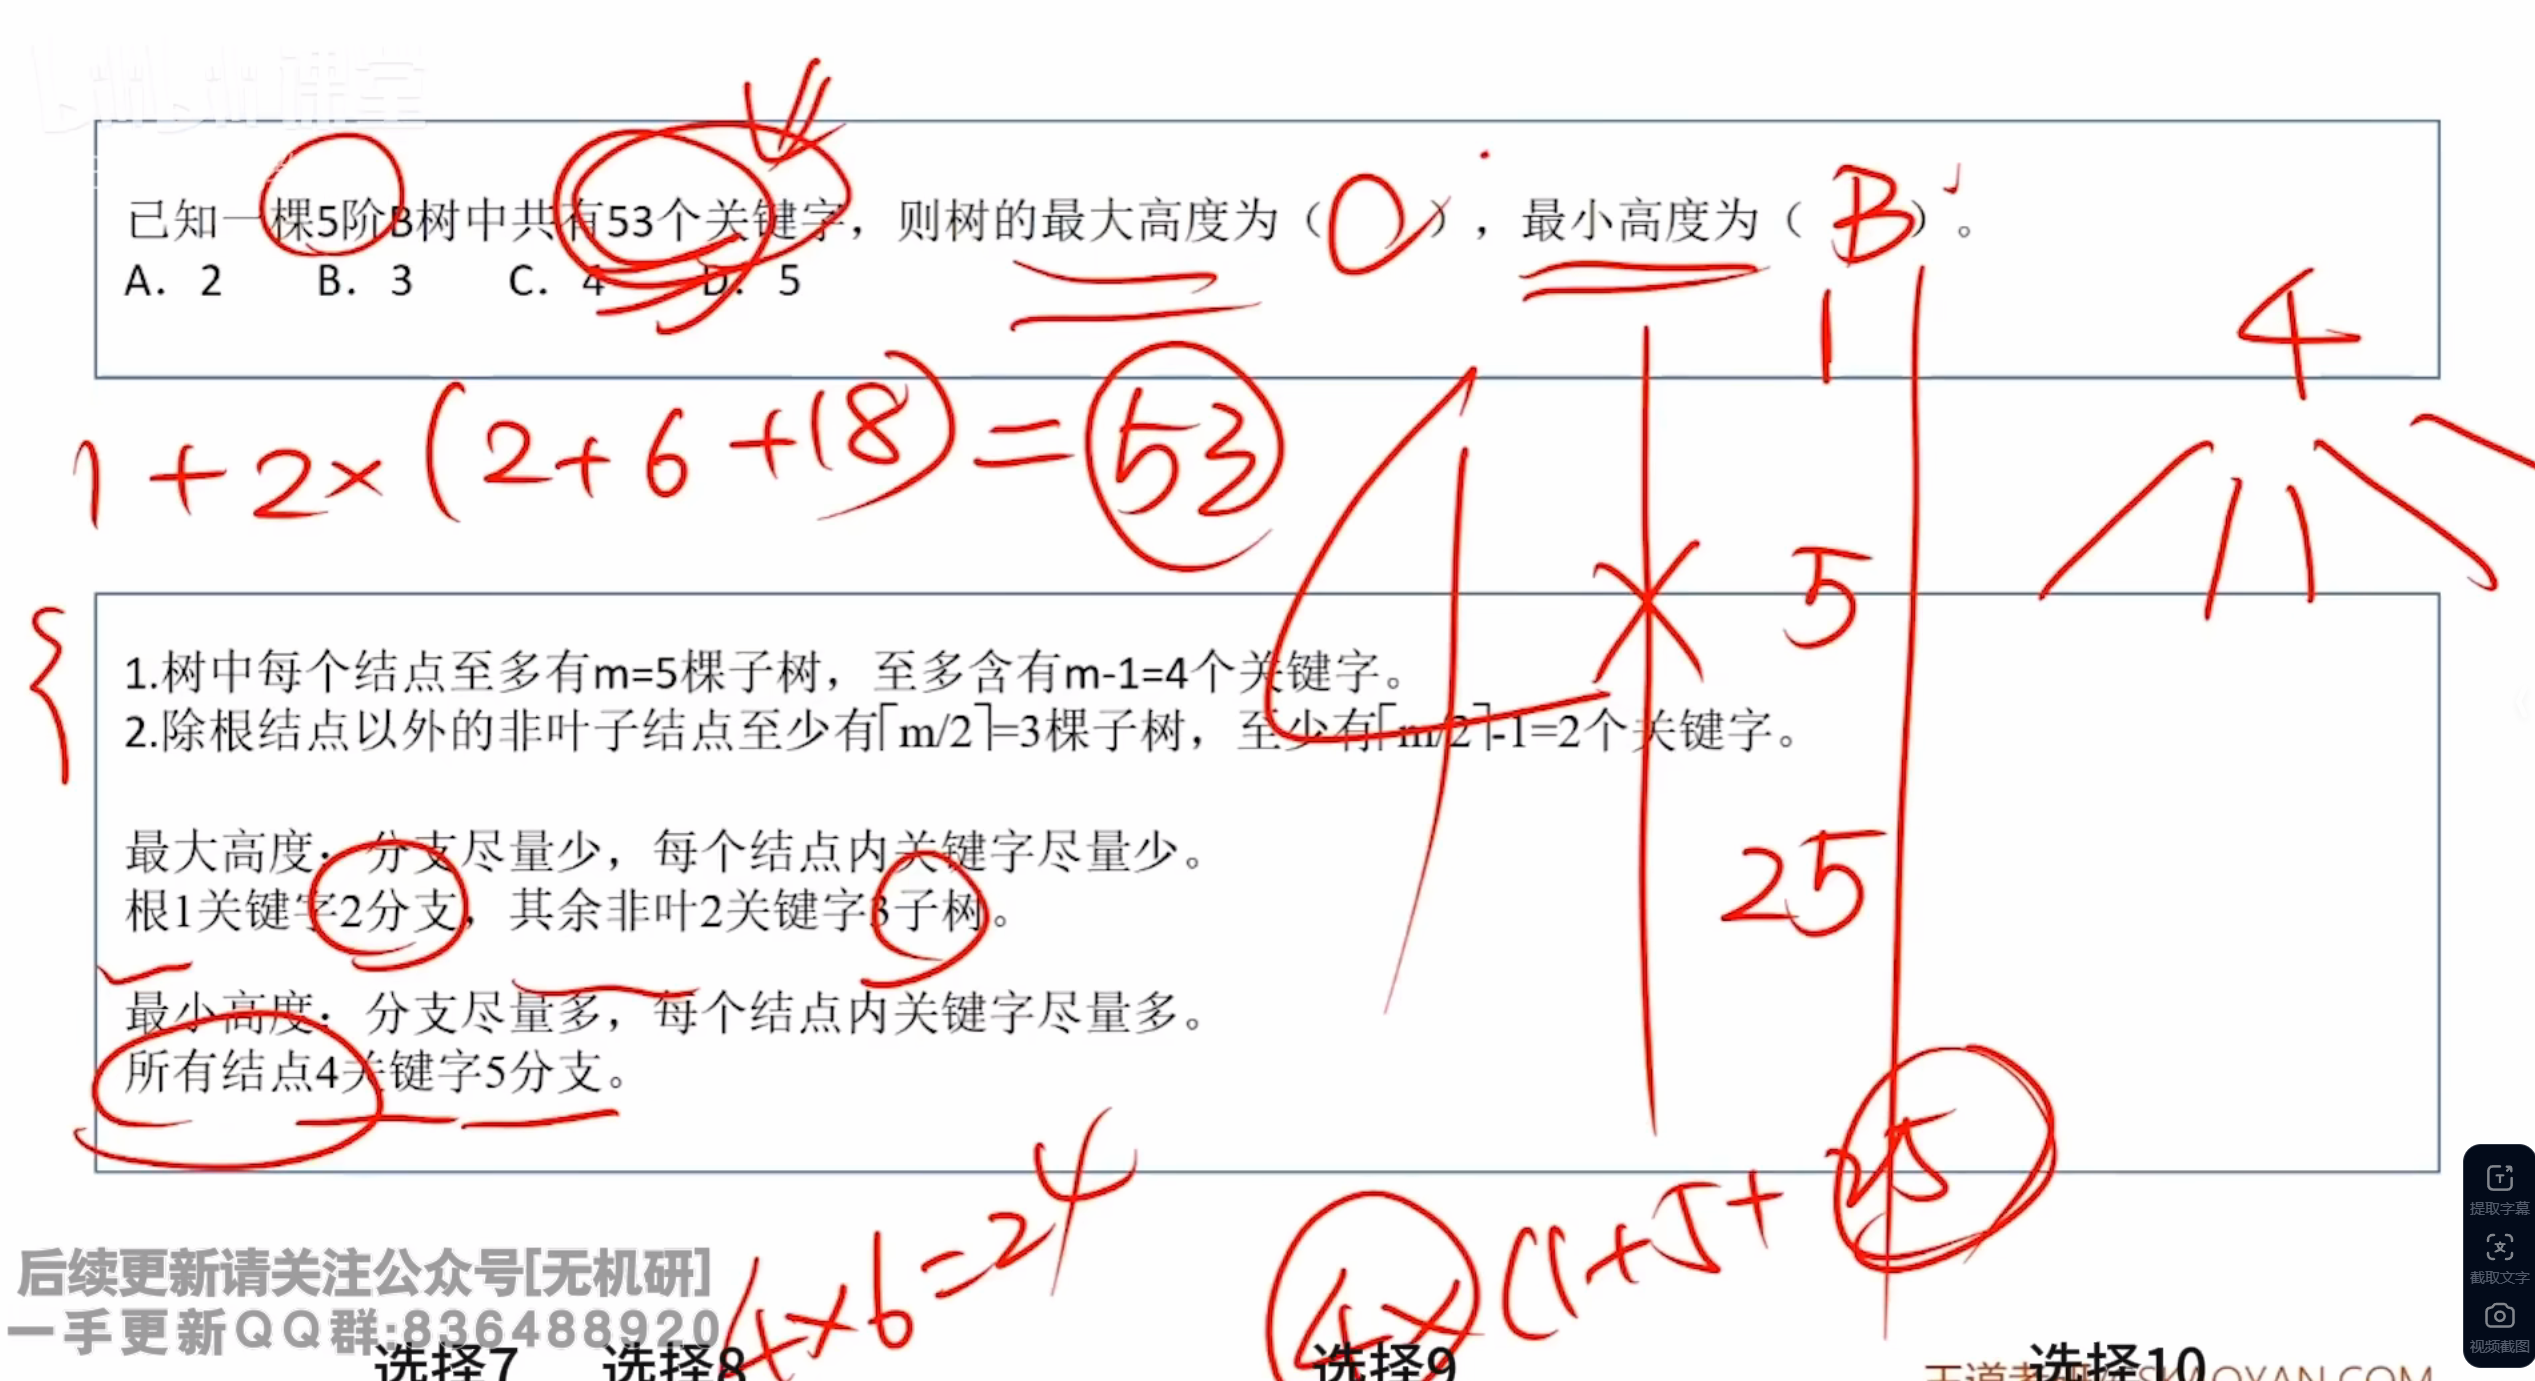 bilibili课堂
已知一棵5阶B树中共有53个关键字，则树的最大高度为（C），最小高度为（B）。
A. 2 B. 3 C. 4 D. 5
1
4
1+2×(2+6+18)=53
5
1.树中每个结点至多有m=5棵子树，至多含有m-1=4个关键字。
2.除根结点以外的非叶子结点至少有⌈m/2⌉=3棵子树，至少有⌈m/2⌉-1=2个关键字。
最大高度：分支尽量少，每个结点内关键字尽量少。
根1关键字2分支，其余非叶2关键字3子树。
25
最小高度：分支尽量多，每个结点内关键字尽量多。
所有结点4关键字5分支。
4×6=24
4×(1+5+25
后续更新请关注公众号[无机研]
一手更新QQ群:836488920
选择7 选择8 选择9 选择10
提取字幕
截取文字
视频截图